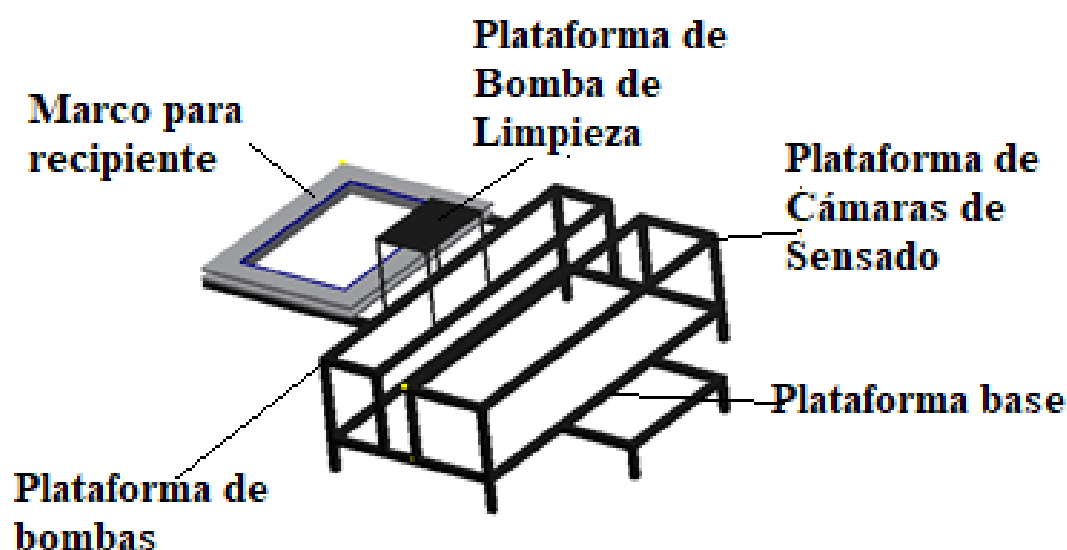 Plataforma de
Bomba de
Limpieza
Marco para
recipiente
Plataforma de
Cámaras de
Sensado
Plataforma base
Plataforma de
bombas